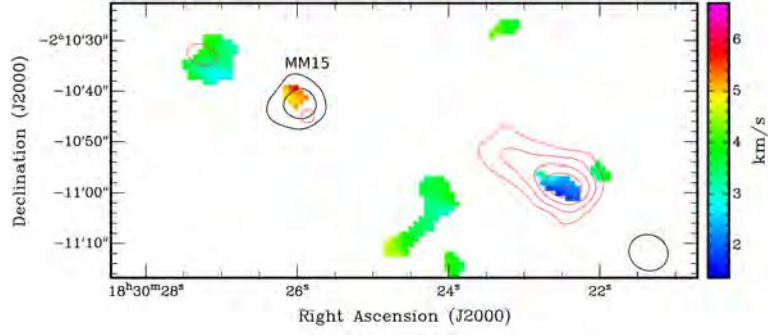 MM15
-2°10'30"
-10'40"
-10'50"
-11'00"
-11'10"
Declination (J2000)
18ʰ30ᵐ28ˢ
26ˢ
24ˢ
22ˢ
Right Ascension (J2000)
6
5
4
3
2
km/s